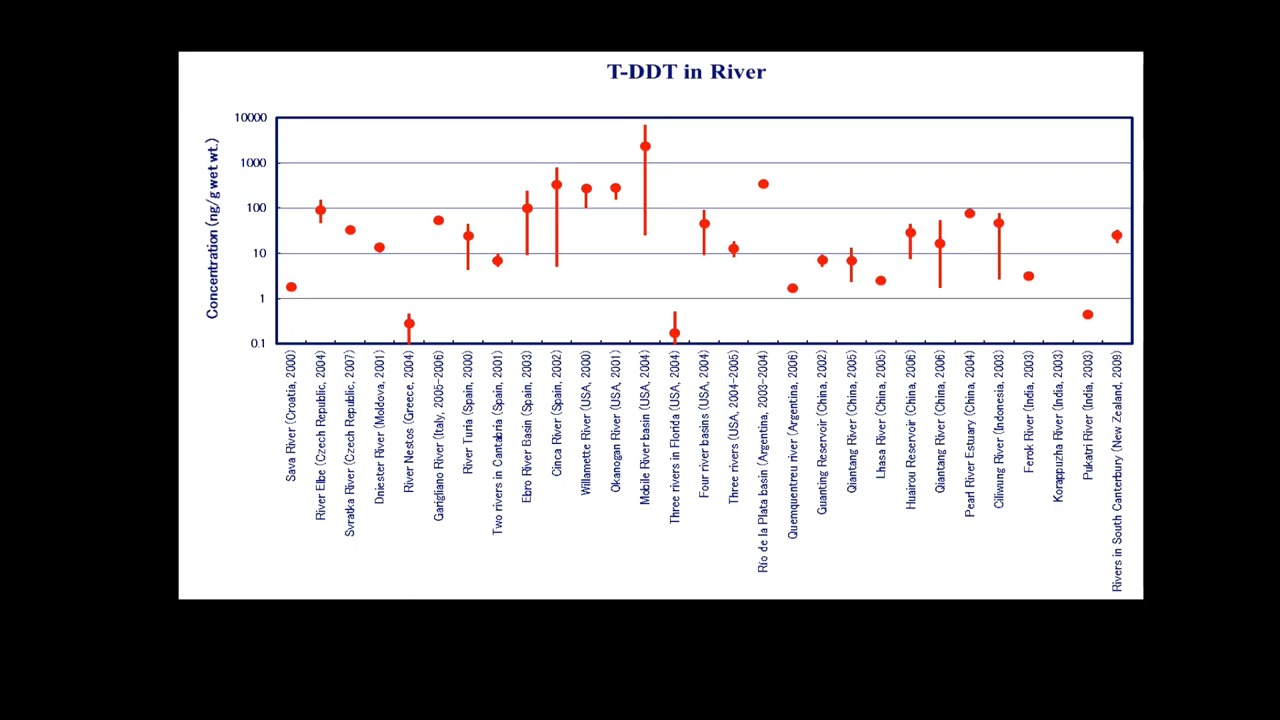 T-DDT in River
Concentration (ng/g wet wt.)
10000
1000
100
10
1
0.1
Sava River (Croatia, 2000)
River Elbe (Czech Republic, 2004)
Svratka River (Czech Republic, 2007)
Dniester River (Moldova, 2001)
River Nestos (Greece, 2004)
Garigliano River (Italy, 2005-2006)
River Turia (Spain, 2000)
Two rivers in Cantabria (Spain, 2001)
Ebro River Basin (Spain, 2003)
Cinca River (Spain, 2002)
Willamette River (USA, 2000)
Okanogan River (USA, 2001)
Mobile River basin (USA, 2004)
Three rivers in Florida (USA, 2004)
Four river basins (USA, 2004)
Three rivers (USA, 2004-2005)
Río de la Plata basin (Argentina, 2003-2004)
Quemquentreu river (Argentina, 2006)
Guanting Reservoir (China, 2002)
Qiantang River (China, 2005)
Lhasa River (China, 2005)
Huairou Reservoir (China, 2006)
Qiantang River (China, 2006)
Pearl River Estuary (China, 2004)
Ciliwung River (Indonesia, 2003)
Ferok River (India, 2003)
Korapuzha River (India, 2003)
Pukatri River (India, 2003)
Rivers in South Canterbury (New Zealand, 2009)